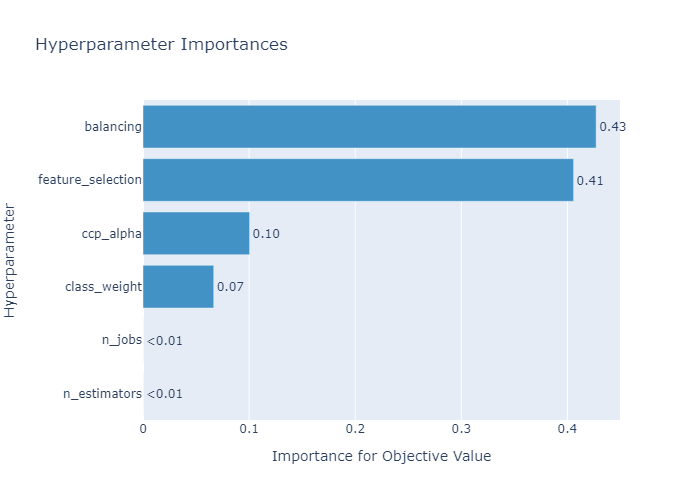 Hyperparameter Importances
Hyperparameter
balancing 0.43
feature_selection 0.41
ccp_alpha 0.10
class_weight 0.07
n_jobs <0.01
n_estimators <0.01
0 0.1 0.2 0.3 0.4
Importance for Objective Value